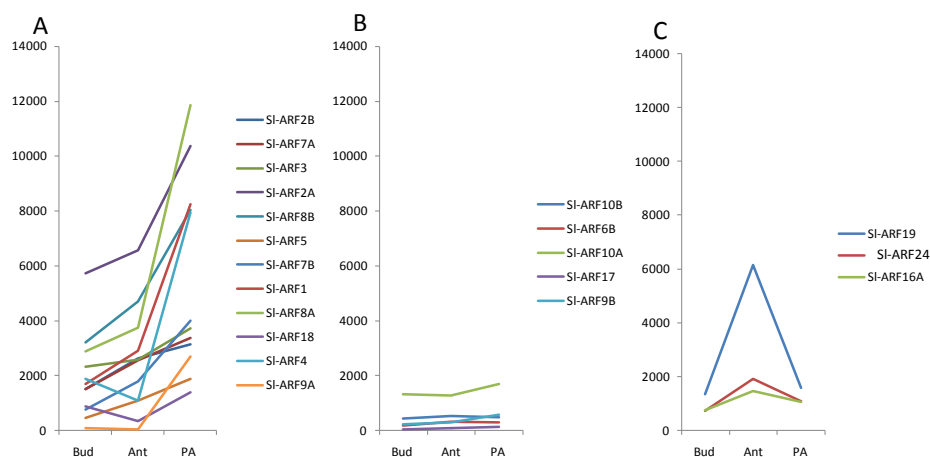 A
14000
12000
10000
8000
6000
4000
2000
0
Bud Ant PA
Sl-ARF2B
Sl-ARF7A
Sl-ARF3
Sl-ARF2A
Sl-ARF8B
Sl-ARF5
Sl-ARF7B
Sl-ARF1
Sl-ARF8A
Sl-ARF18
Sl-ARF4
Sl-ARF9A
B
14000
12000
10000
8000
6000
4000
2000
0
Bud Ant PA
Sl-ARF10B
Sl-ARF6B
Sl-ARF10A
Sl-ARF17
Sl-ARF9B
C
14000
12000
10000
8000
6000
4000
2000
0
Bud Ant PA
Sl-ARF19
Sl-ARF24
Sl-ARF16A